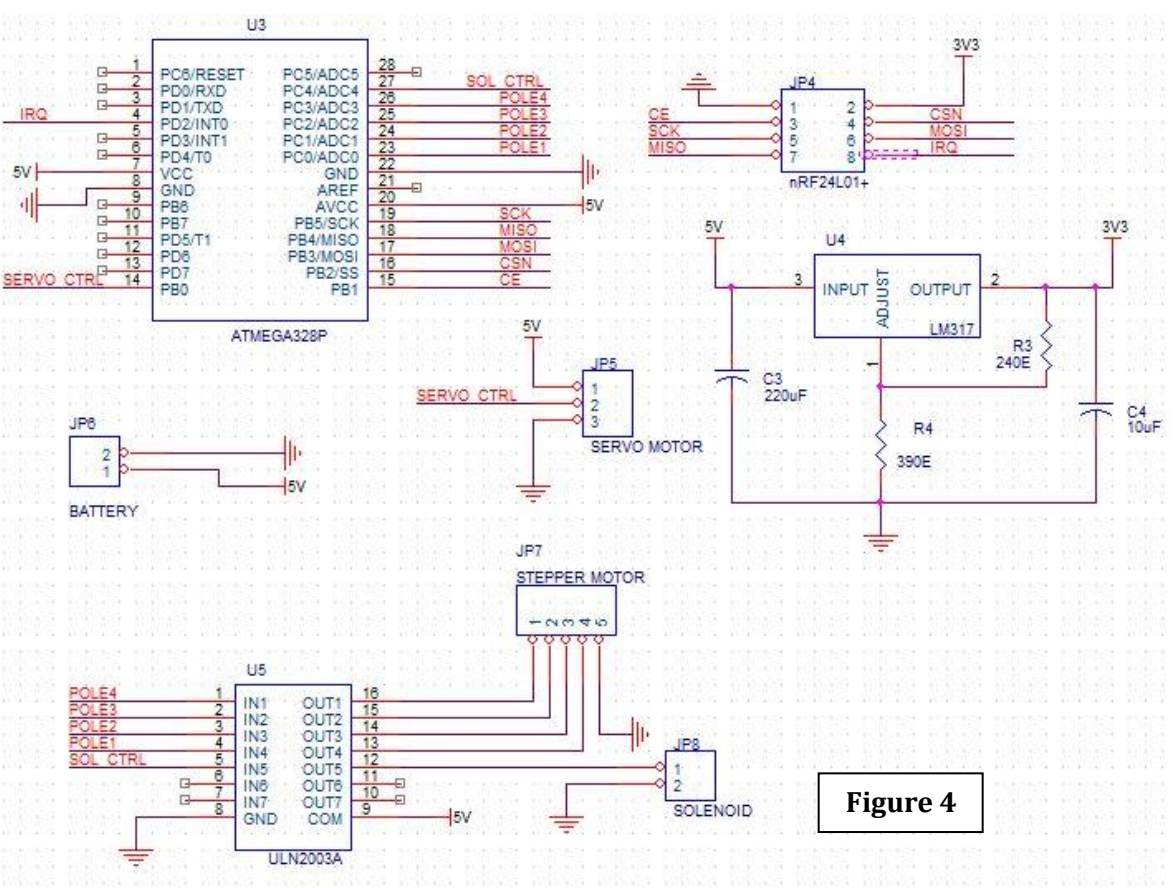 U3
1 PC6/RESET PC5/ADC5 28
2 PD0/RXD PC4/ADC4 27 SOL_CTRL
3 PD1/TXD PC3/ADC3 26 POLE4
IRQ 4 PD2/INT0 PC2/ADC2 25 POLE3
5 PD3/INT1 PC1/ADC1 24 POLE2
6 PD4/T0 PC0/ADC0 23 POLE1
5V 7 VCC GND 22
8 GND AREF 21
9 PB6 AVCC 20 5V
10 PB7 PB5/SCK 19 SCK
11 PD5/T1 PB4/MISO 18 MISO
12 PD6 PB3/MOSI 17 MOSI
13 PD7 PB2/SS 16 CSN
SERVO_CTRL 14 PB0 PB1 15 CE
ATMEGA328P
3V3
JP4
1 2
CE 3 4 CSN
SCK 5 6 MOSI
MISO 7 8 IRQ
nRF24L01+
5V
U4
3V3
3 INPUT ADJUST OUTPUT 2
LM317
1
R3
240E
C3
220uF
R4
390E
C4
10uF
5V
JP5
1
SERVO_CTRL 2
3
SERVO MOTOR
JP6
2
1
5V
BATTERY
JP7
STEPPER MOTOR
1 2 3 4 5
U5
POLE4 1 IN1 OUT1 16
POLE3 2 IN2 OUT2 15
POLE2 3 IN3 OUT3 14
POLE1 4 IN4 OUT4 13
SOL_CTRL 5 IN5 OUT5 12
6 IN6 OUT6 11
7 IN7 OUT7 10
8 GND COM 9 5V
ULN2003A
JP8
1
2
SOLENOID
Figure 4